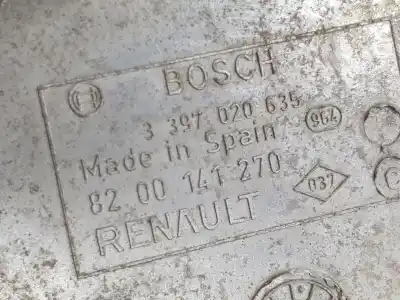 BOSCH
3 397 020 635
964
Made in Spain
82 00 141 270
037
RENAULT